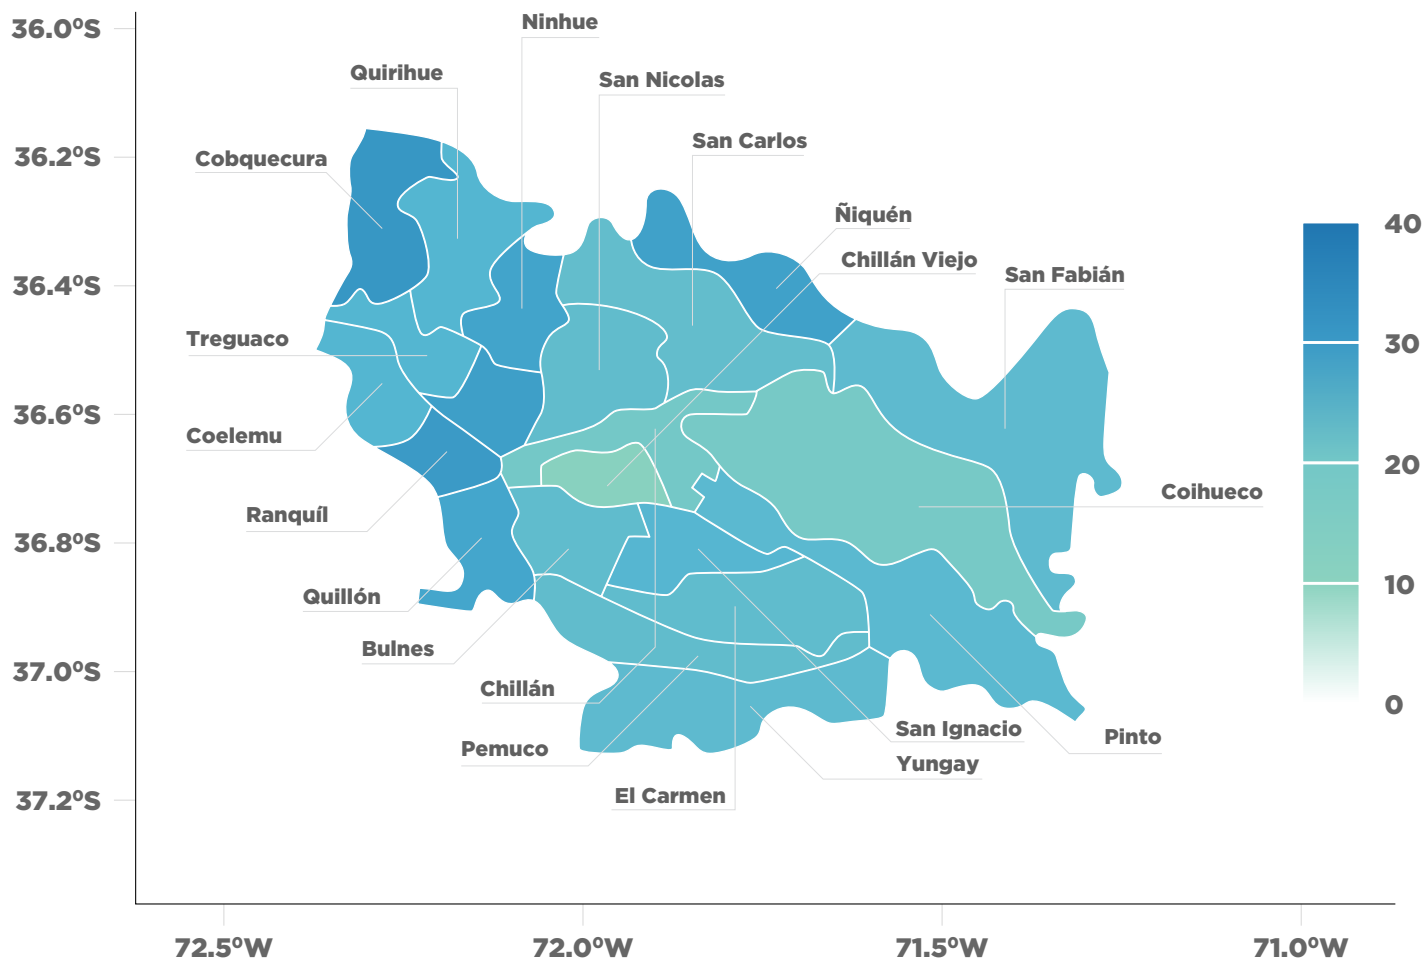 Ninhue
36.0ºS
Quirihue
San Nicolas
San Carlos
36.2ºS
Cobquecura
Ñiquén
40
Chillán Viejo
San Fabián
36.4ºS
Treguaco
30
36.6ºS
Coelemu
20
Coihueco
Ranquíl
36.8ºS
10
Quillón
Bulnes
37.0ºS
Chillán
0
San Ignacio
Pinto
Pemuco
Yungay
El Carmen
37.2ºS
72.5ºW
72.0ºW
71.5ºW
71.0ºW